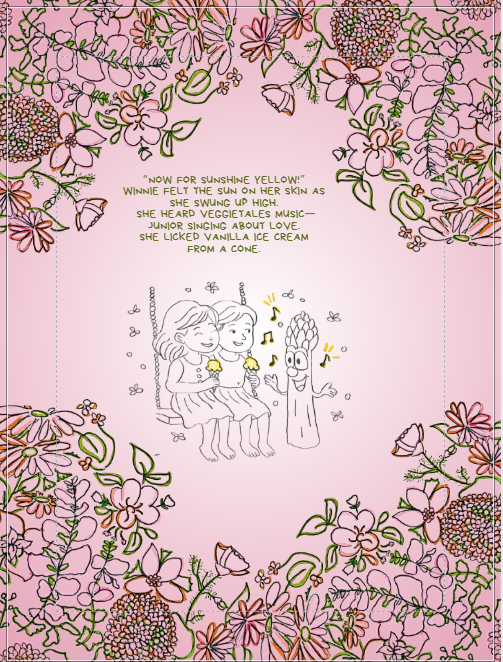 "NOW FOR SUNSHINE YELLOW!"
WINNIE FELT THE SUN ON HER SKIN AS
SHE SWUNG UP HIGH.
SHE HEARD VEGGIETALES MUSIC—
JUNIOR SINGING ABOUT LOVE.
SHE LICKED VANILLA ICE CREAM
FROM A CONE.